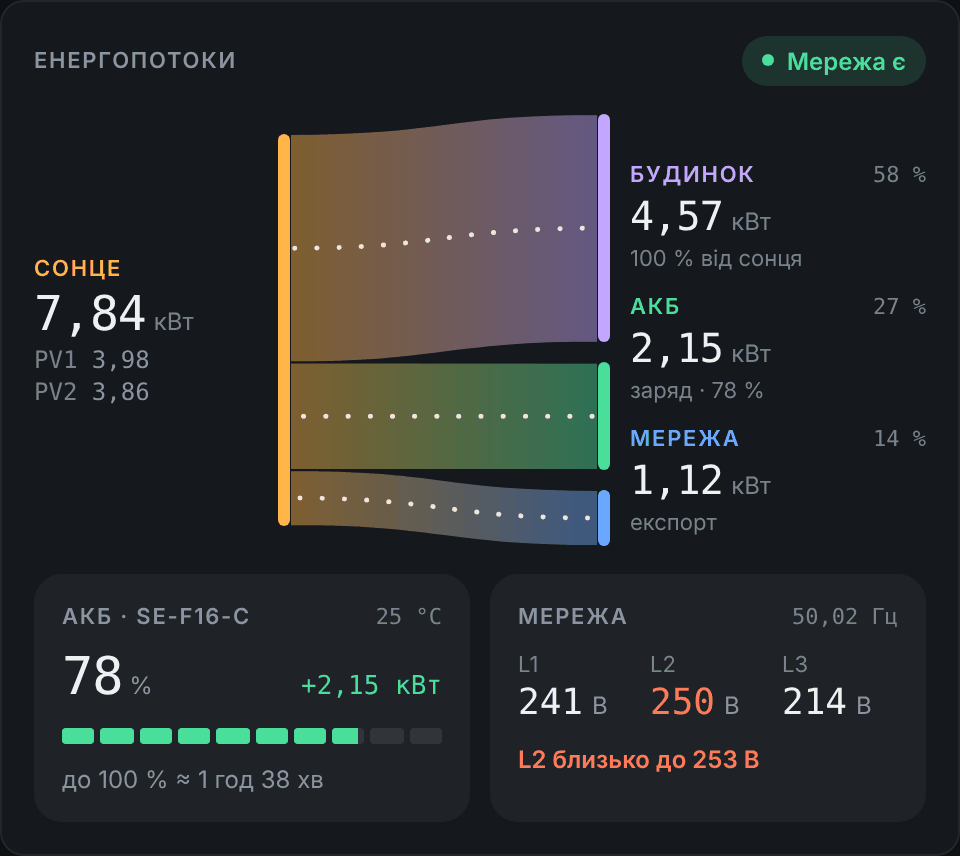 ЕНЕРГОПОТОКИ
Мережа є
СОНЦЕ
7,84 кВт
PV1 3,98
PV2 3,86
БУДИНОК 58 %
4,57 кВт
100 % від сонця
АКБ 27 %
2,15 кВт
заряд · 78 %
МЕРЕЖА 14 %
1,12 кВт
експорт
АКБ · SE-F16-C 25 °C
78 % +2,15 кВт
до 100 % ≈ 1 год 38 хв
МЕРЕЖА 50,02 Гц
L1 L2 L3
241 В 250 В 214 В
L2 близько до 253 В